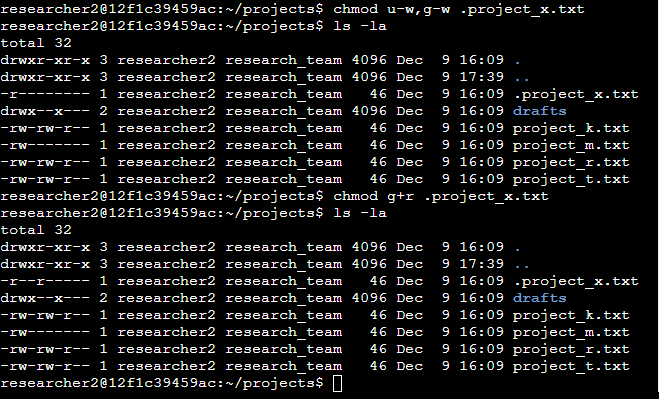 researcher2@12f1c39459ac:~/projects$ chmod u-w,g-w .project_x.txt
researcher2@12f1c39459ac:~/projects$ ls -la
total 32
drwxr-xr-x 3 researcher2 research_team 4096 Dec  9 16:09 .
drwxr-xr-x 3 researcher2 research_team 4096 Dec  9 17:39 ..
-r-------- 1 researcher2 research_team   46 Dec  9 16:09 .project_x.txt
drwx--x--- 2 researcher2 research_team 4096 Dec  9 16:09 drafts
-rw-rw-r-- 1 researcher2 research_team   46 Dec  9 16:09 project_k.txt
-rw------- 1 researcher2 research_team   46 Dec  9 16:09 project_m.txt
-rw-rw-r-- 1 researcher2 research_team   46 Dec  9 16:09 project_r.txt
-rw-rw-r-- 1 researcher2 research_team   46 Dec  9 16:09 project_t.txt
researcher2@12f1c39459ac:~/projects$ chmod g+r .project_x.txt
researcher2@12f1c39459ac:~/projects$ ls -la
total 32
drwxr-xr-x 3 researcher2 research_team 4096 Dec  9 16:09 .
drwxr-xr-x 3 researcher2 research_team 4096 Dec  9 17:39 ..
-r--r----- 1 researcher2 research_team   46 Dec  9 16:09 .project_x.txt
drwx--x--- 2 researcher2 research_team 4096 Dec  9 16:09 drafts
-rw-rw-r-- 1 researcher2 research_team   46 Dec  9 16:09 project_k.txt
-rw------- 1 researcher2 research_team   46 Dec  9 16:09 project_m.txt
-rw-rw-r-- 1 researcher2 research_team   46 Dec  9 16:09 project_r.txt
-rw-rw-r-- 1 researcher2 research_team   46 Dec  9 16:09 project_t.txt
researcher2@12f1c39459ac:~/projects$